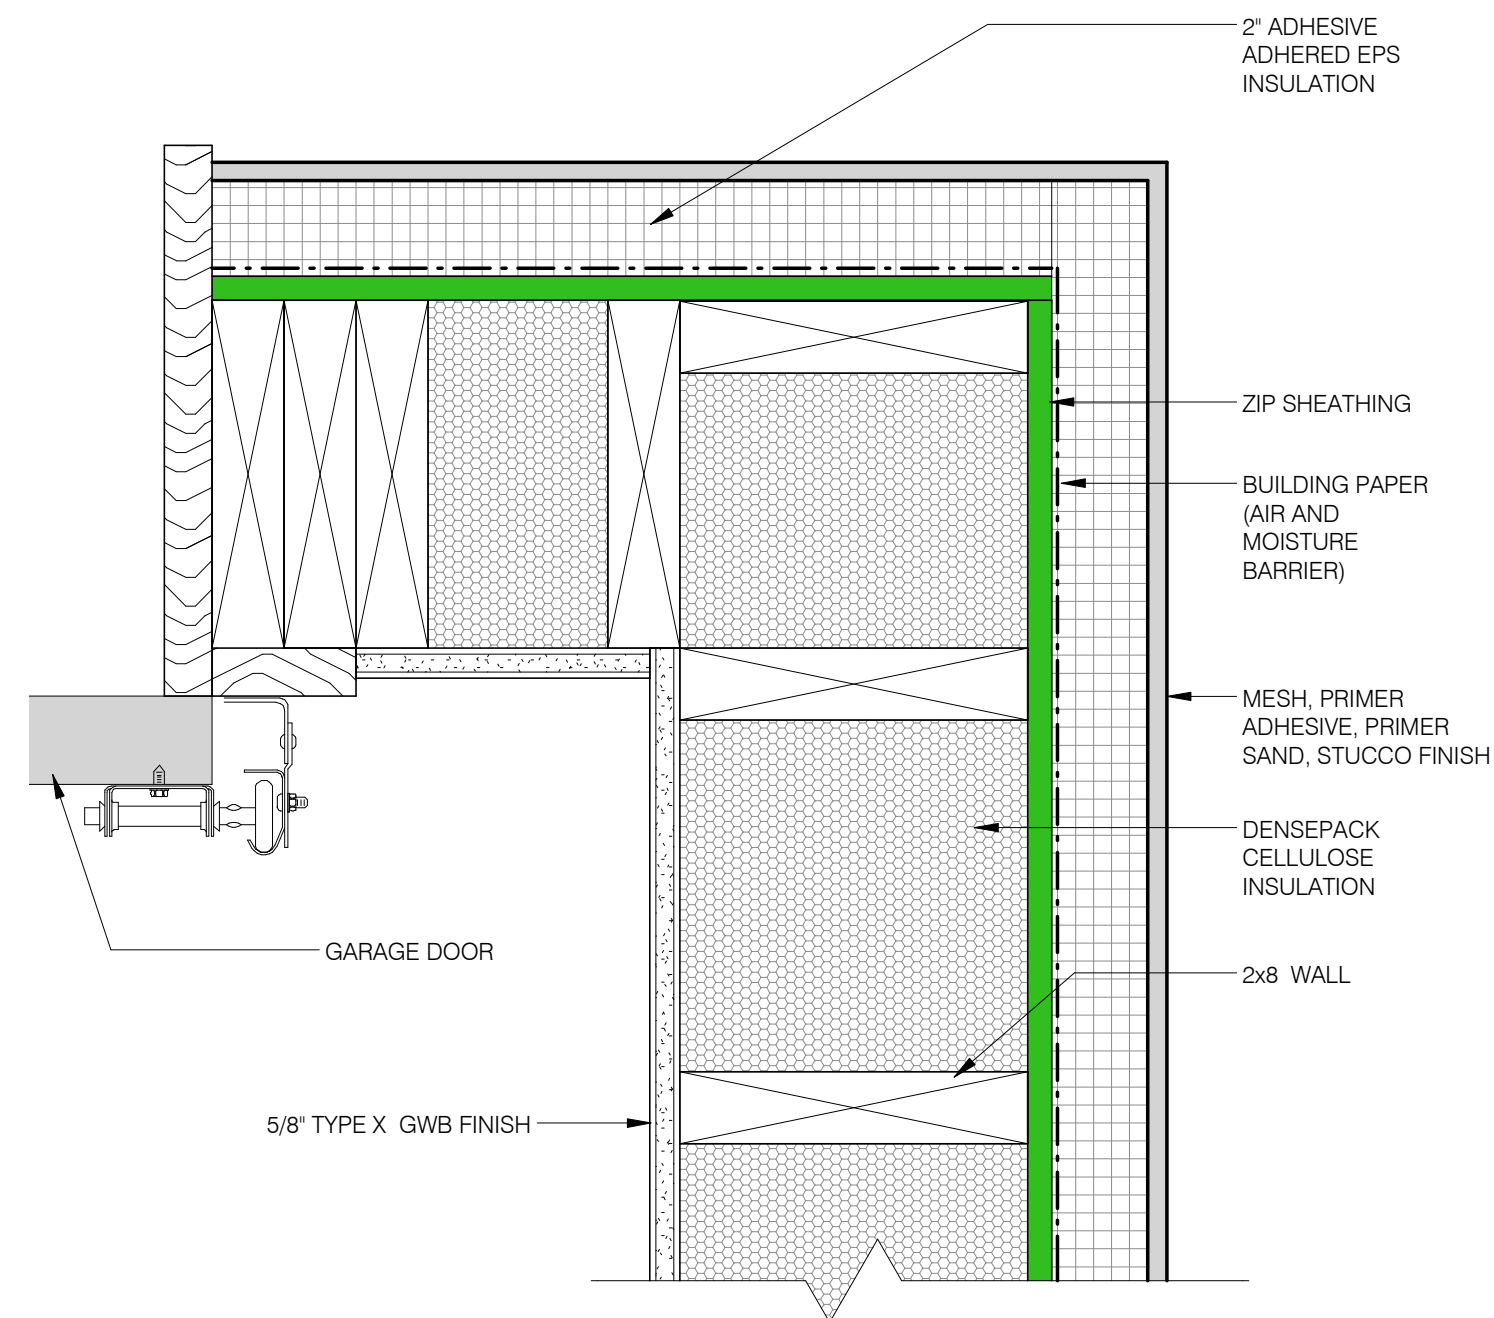 2" ADHESIVE
ADHERED EPS
INSULATION
ZIP SHEATHING
BUILDING PAPER
(AIR AND
MOISTURE
BARRIER)
MESH, PRIMER
ADHESIVE, PRIMER
SAND, STUCCO FINISH
DENSEPACK
CELLULOSE
INSULATION
GARAGE DOOR
2x8 WALL
5/8" TYPE X GWB FINISH